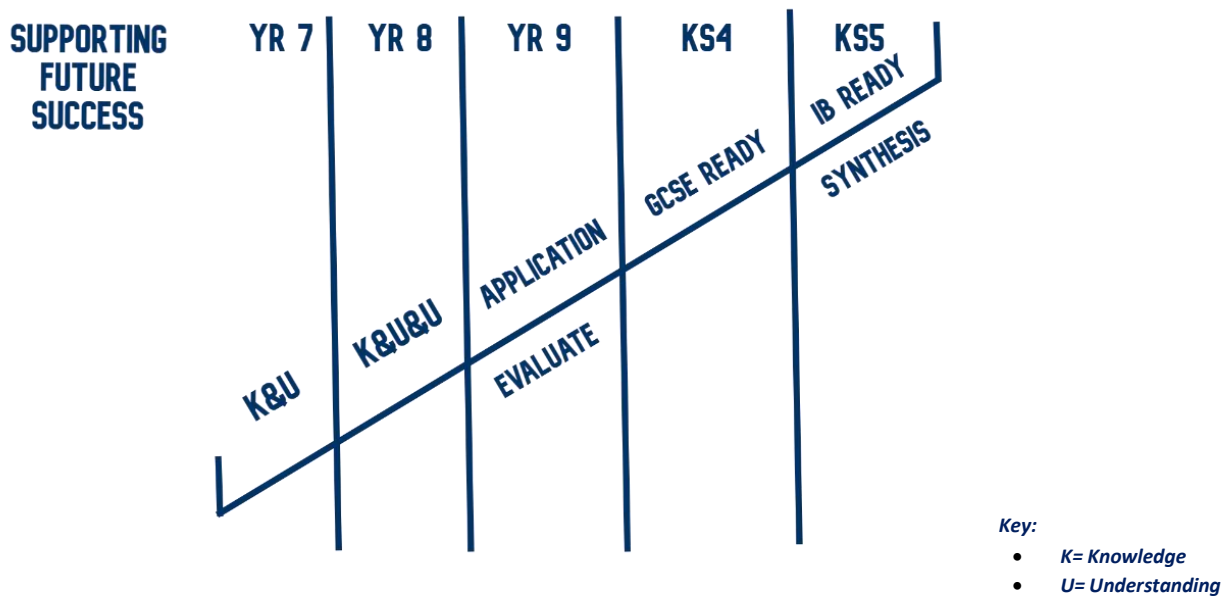 SUPPORTING
FUTURE
SUCCESS
YR 7
YR 8
YR 9
KS4
KS5
K&U
K&U&U
APPLICATION
EVALUATE
GCSE READY
IB READY
SYNTHESIS
Key:
• K= Knowledge
• U= Understanding